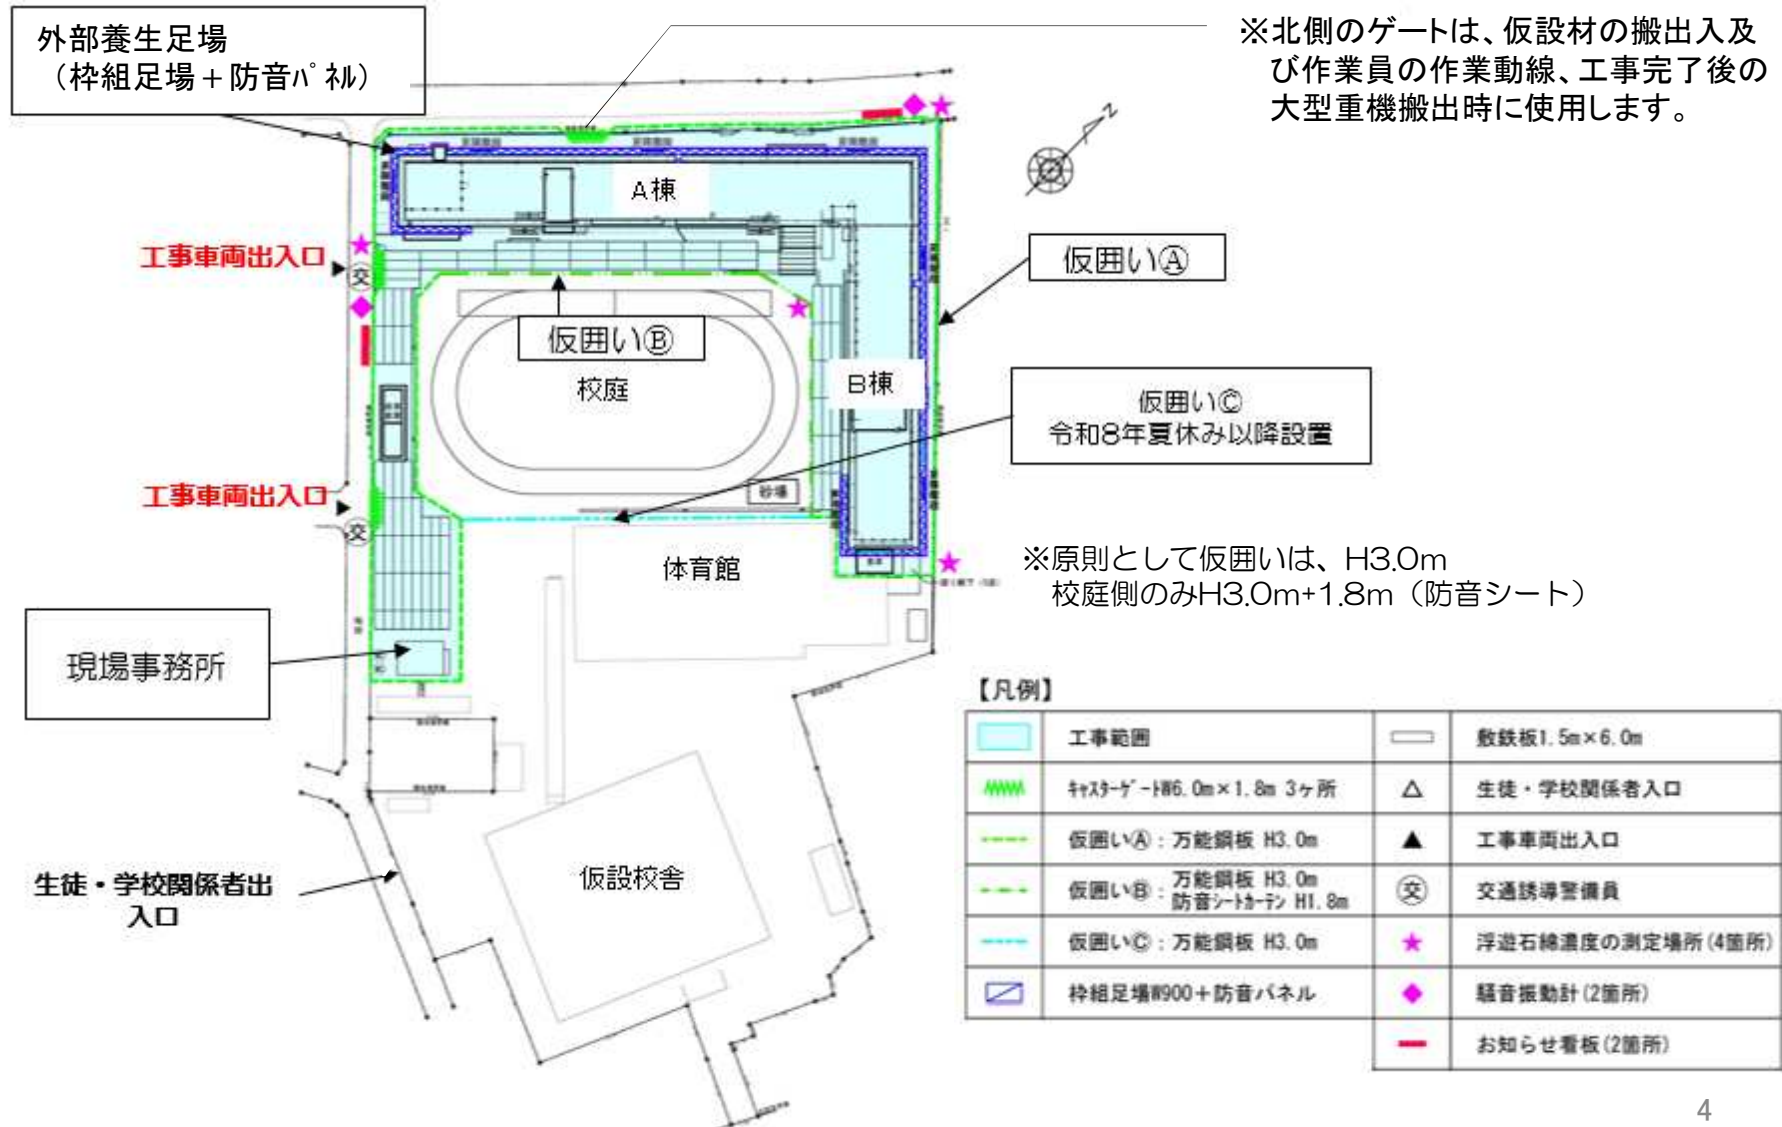 外部養生足場
（枠組足場＋防音ﾊﾟﾈﾙ）
※北側のゲートは、仮設材の搬出入及
び作業員の作業動線、工事完了後の
大型重機搬出時に使用します。
N
A棟
工事車両出入口
交
仮囲いⒶ
仮囲いⒷ
校庭
B棟
仮囲いⒸ
令和8年夏休み以降設置
砂場
工事車両出入口
交
体育館
※原則として仮囲いは、H3.0m
校庭側のみH3.0m+1.8m（防音シート）
現場事務所
仮設校舎
生徒・学校関係者出
入口
【凡例】
工事範囲
敷鉄板1.5m×6.0m
ｷｬｽﾀｰｹﾞｰﾄW6.0m×1.8m 3ヶ所
生徒・学校関係者入口
仮囲いⒶ：万能鋼板 H3.0m
工事車両出入口
仮囲いⒷ：万能鋼板 H3.0m
防音ｼｰﾄｶｰﾃﾝ H1.8m
交
交通誘導警備員
仮囲いⒸ：万能鋼板 H3.0m
浮遊石綿濃度の測定場所(4箇所)
枠組足場W900＋防音パネル
騒音振動計(2箇所)
お知らせ看板(2箇所)
4